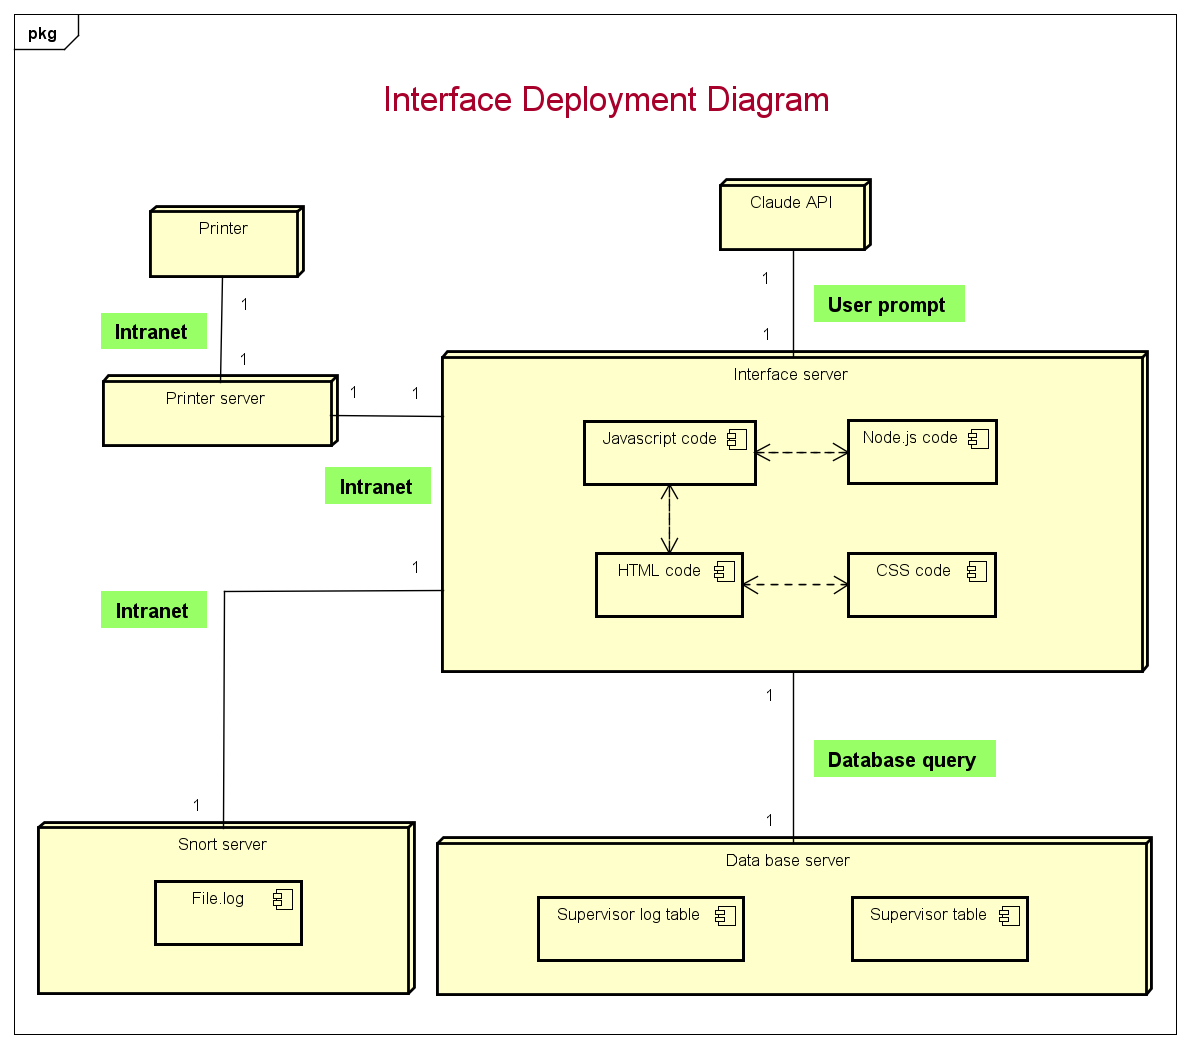 pkg
Interface Deployment Diagram
Claude API
Printer
1
1
Intranet
User prompt
1
1
Printer server
1
1
Interface server
Javascript code
Node.js code
Intranet
HTML code
CSS code
1
Intranet
1
Database query
1
1
Snort server
File.log
Data base server
Supervisor log table
Supervisor table